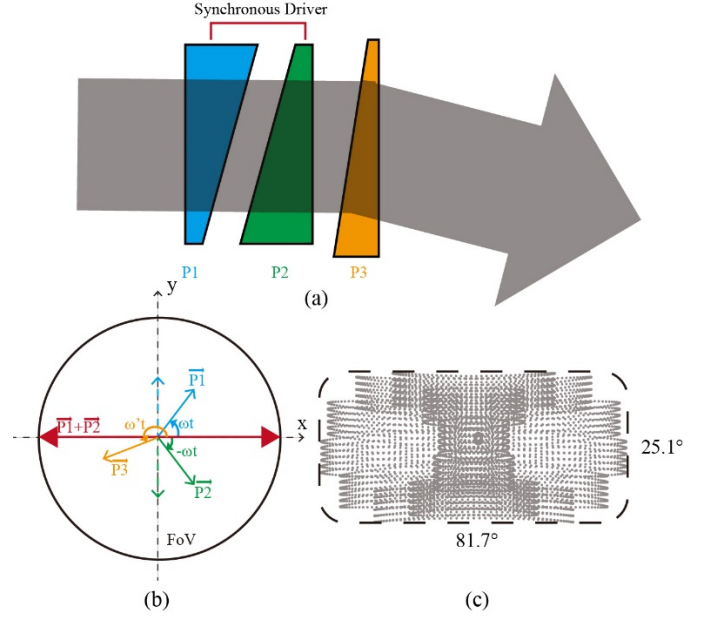 Synchronous Driver
P1
P2
P3
(a)
y
P1
P1+P2
ω't
ωt
x
-ωt
P3
P2
FoV
(b)
25.1°
81.7°
(c)